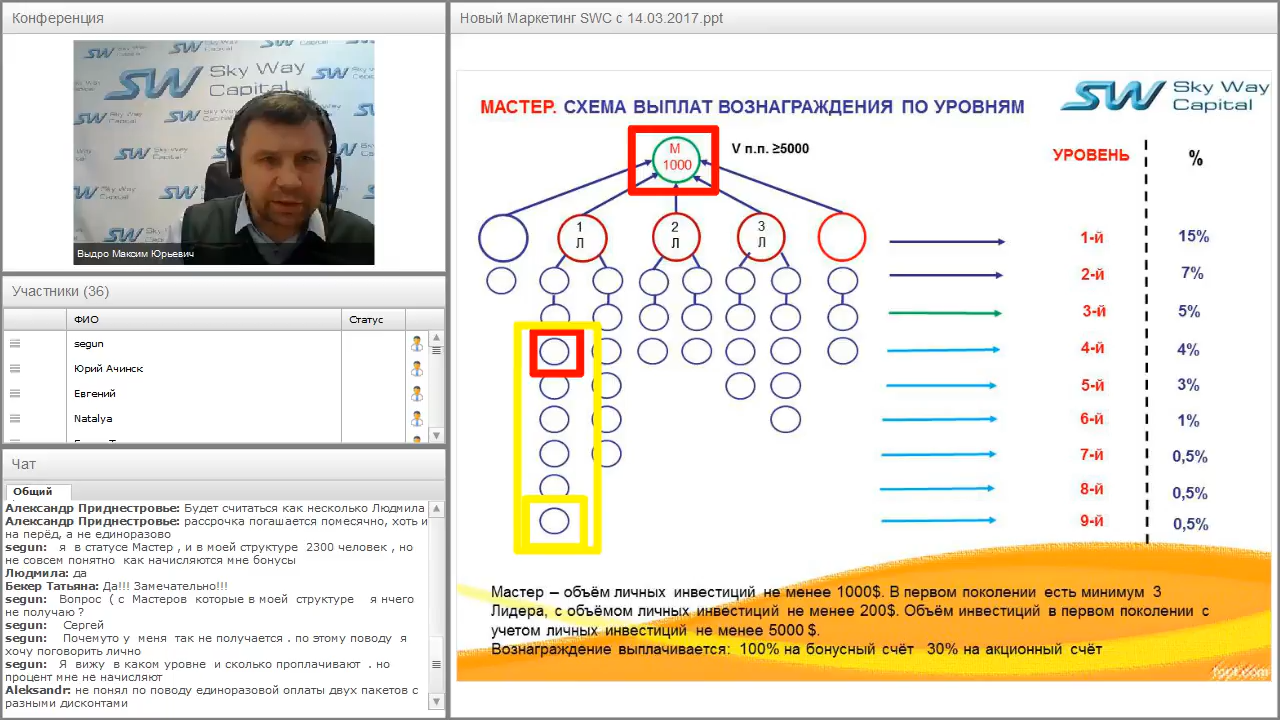 Конференция
Sky Way
Capital
Выдро Максим Юрьевич
Участники (36)
ФИО
Статус
segun
Юрий Ачинск
Евгений
Natalya
Чат
Общий
Александр Приднестровье: Будет считаться как несколько Людмила
Александр Приднестровье: рассрочка погашается помесячно, хоть и
на перёд, а не единоразово
segun: я в статусе Мастер , и в моей структуре 2300 человек , но
не совсем понятно как начисляются мне бонусы
Людмила: да
Бекер Татьяна: Да!!! Замечательно!!!
segun: Вопрос ( с Мастеров которые в моей структуре я нчего
не получаю ?
segun: Сергей
segun: Почемуто у меня так не получается . по этому поводу я
хочу поговорить лично
segun: Я вижу в каком уровне и сколько проплачивают . но
процент мне не начисляют
Aleksandr: не понял по поводу единоразовой оплаты двух пакетов с
разными дисконтами
Новый Маркетинг SWC с 14.03.2017.ppt
МАСТЕР. СХЕМА ВЫПЛАТ ВОЗНАГРАЖДЕНИЯ ПО УРОВНЯМ
SW Sky Way
Capital
М
1000
V п.п. ≥5000
УРОВЕНЬ %
1
Л
2
Л
3
Л
1-й 15%
2-й 7%
3-й 5%
4-й 4%
5-й 3%
6-й 1%
7-й 0,5%
8-й 0,5%
9-й 0,5%
Мастер – объём личных инвестиций не менее 1000$. В первом поколении есть минимум 3
Лидера, с объёмом личных инвестиций не менее 200$. Объём инвестиций в первом поколении с
учетом личных инвестиций не менее 5000 $.
Вознаграждение выплачивается: 100% на бонусный счёт 30% на акционный счёт
fppt.com